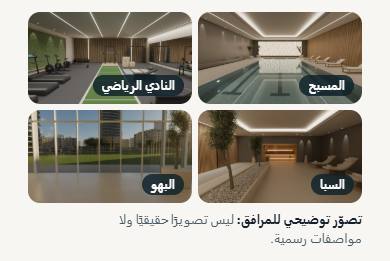 المسبح
النادي الرياضي
السبا
البهو
تصوّر توضيحي للمرافق: ليس تصويرًا حقيقيًا ولا
مواصفات رسمية.